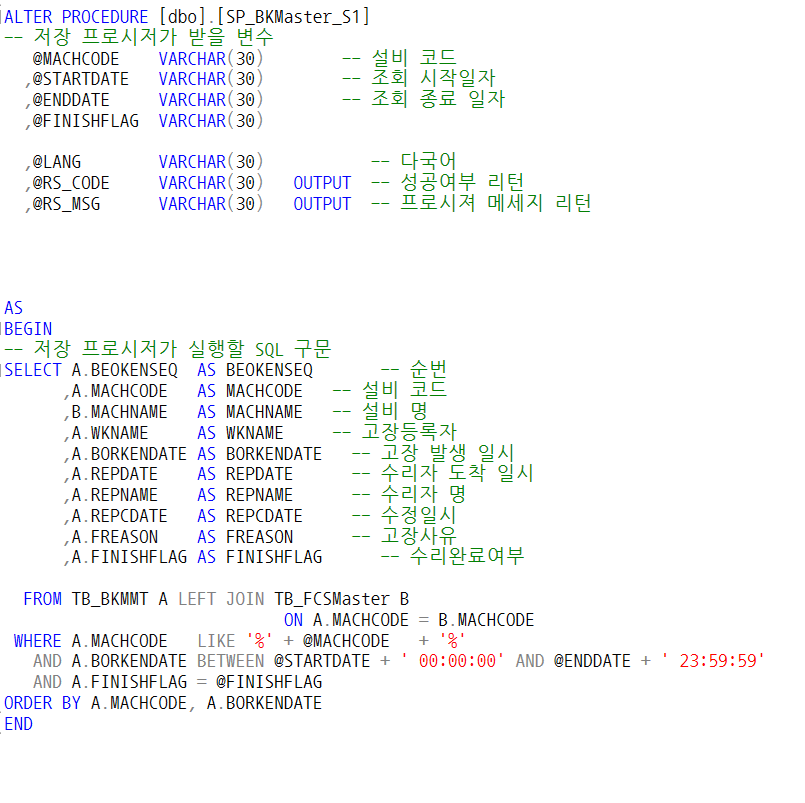 ALTER PROCEDURE [dbo].[SP_BKMaster_S1]
-- 저장 프로시저가 받을 변수
@MACHCODE VARCHAR(30) -- 설비 코드
,@STARTDATE VARCHAR(30) -- 조회 시작일자
,@ENDDATE VARCHAR(30) -- 조회 종료 일자
,@FINISHFLAG VARCHAR(30)
,@LANG VARCHAR(30) -- 다국어
,@RS_CODE VARCHAR(30) OUTPUT -- 성공여부 리턴
,@RS_MSG VARCHAR(30) OUTPUT -- 프로시져 메세지 리턴
AS
BEGIN
-- 저장 프로시저가 실행할 SQL 구문
SELECT A.BEOKENSEQ AS BEOKENSEQ -- 순번
,A.MACHCODE AS MACHCODE -- 설비 코드
,B.MACHNAME AS MACHNAME -- 설비 명
,A.WKNAME AS WKNAME -- 고장등록자
,A.BORKENDATE AS BORKENDATE -- 고장 발생 일시
,A.REPDATE AS REPDATE -- 수리자 도착 일시
,A.REPNAME AS REPNAME -- 수리자 명
,A.REPCDATE AS REPCDATE -- 수정일시
,A.FREASON AS FREASON -- 고장사유
,A.FINISHFLAG AS FINISHFLAG -- 수리완료여부
FROM TB_BKMMT A LEFT JOIN TB_FCSMaster B
ON A.MACHCODE = B.MACHCODE
WHERE A.MACHCODE LIKE '%' + @MACHCODE + '%'
AND A.BORKENDATE BETWEEN @STARTDATE + ' 00:00:00' AND @ENDDATE + ' 23:59:59'
AND A.FINISHFLAG = @FINISHFLAG
ORDER BY A.MACHCODE, A.BORKENDATE
END